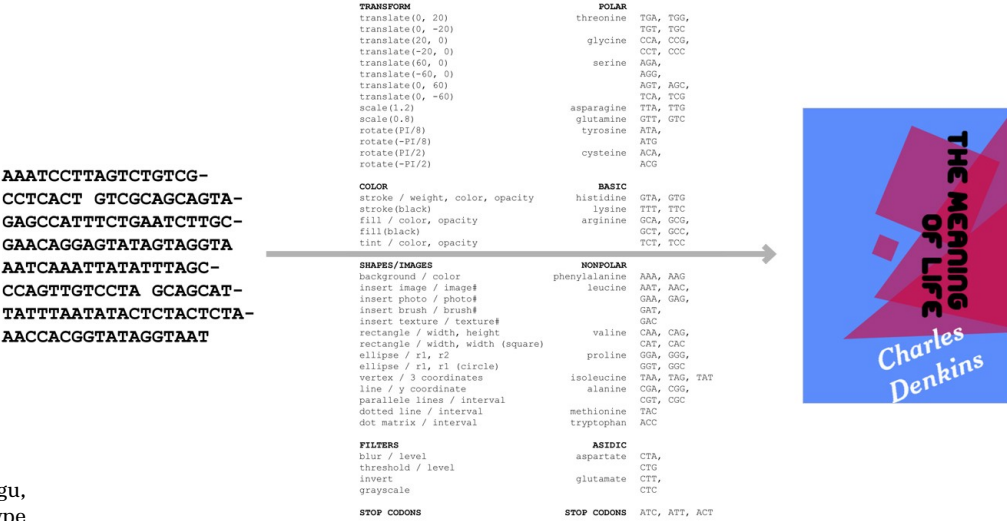 AAATCCTTAGTCTGTCG-
CCTCACT GTCGCAGCAGTA-
GAGCCATTTCTGAATCTTGC-
GAACAGGAGTATAGTAGGTA
AATCAAATTATATTTAGC-
CCAGTTGTCCTA GCAGCAT-
TATTTAATATACTCTACTCTA-
AACCACGGTATAGGTAAT
gu,
ype
TRANSFORM POLAR
translate(0, 20) threonine TGA, TGG,
translate(0, -20) TGT, TGC
translate(20, 0) glycine CCA, CCG,
translate(-20, 0) CCT, CCC
translate(60, 0) serine AGA,
translate(-60, 0) AGG,
translate(0, 60) AGT, AGC,
translate(0, -60) TCA, TCG
scale(1.2) asparagine TTA, TTG
scale(0.8) glutamine GTT, GTC
rotate(PI/8) tyrosine ATA,
rotate(-PI/8) ATG
rotate(PI/2) cysteine ACA,
rotate(-PI/2) ACG
COLOR BASIC
stroke / weight, color, opacity histidine GTA, GTG
stroke(black) lysine TTT, TTC
fill / color, opacity arginine GCA, GCG,
fill(black) GCT, GCC,
tint / color, opacity TCT, TCC
SHAPES/IMAGES NONPOLAR
background / color phenylalanine AAA, AAG
insert image / image# leucine AAT, AAC,
insert photo / photo# GAA, GAG,
insert brush / brush# GAT,
insert texture / texture# GAC
rectangle / width, height valine CAA, CAG,
rectangle / width, width (square) CAT, CAC
ellipse / r1, r2 proline GGA, GGG,
ellipse / r1, r1 (circle) GGT, GGC
vertex / 3 coordinates isoleucine TAA, TAG, TAT
line / y coordinate alanine CGA, CGG,
parallele lines / interval CGT, CGC
dotted line / interval methionine TAC
dot matrix / interval tryptophan ACC
FILTERS ASIDIC
blur / level aspartate CTA,
threshold / level CTG
invert glutamate CTT,
grayscale CTC
STOP CODONS STOP CODONS ATC, ATT, ACT
THE MEANING
OF LIFE
Charles
Denkins